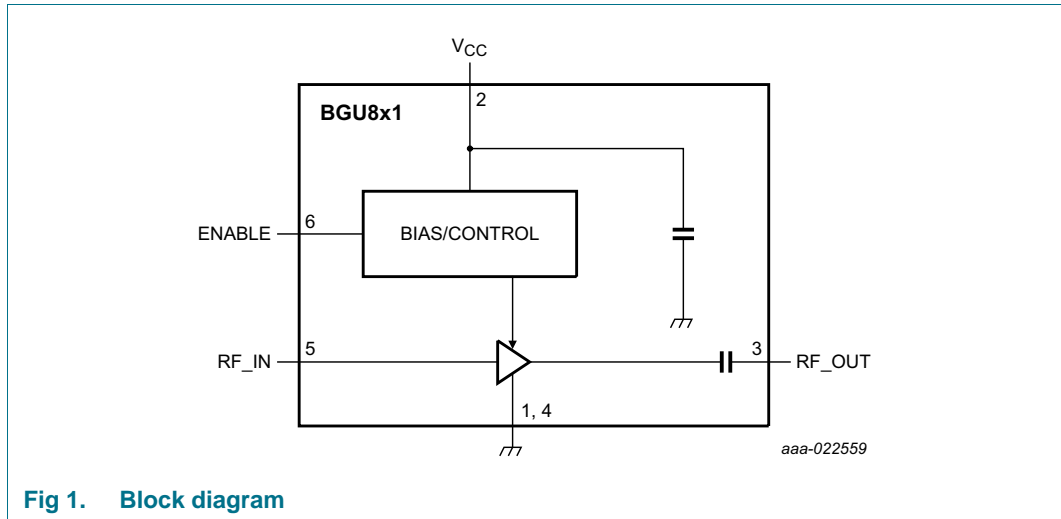 VCC
2
BGU8x1
6
ENABLE
BIAS/CONTROL
RF_IN
5
3
RF_OUT
1, 4
aaa-022559
Fig 1. Block diagram